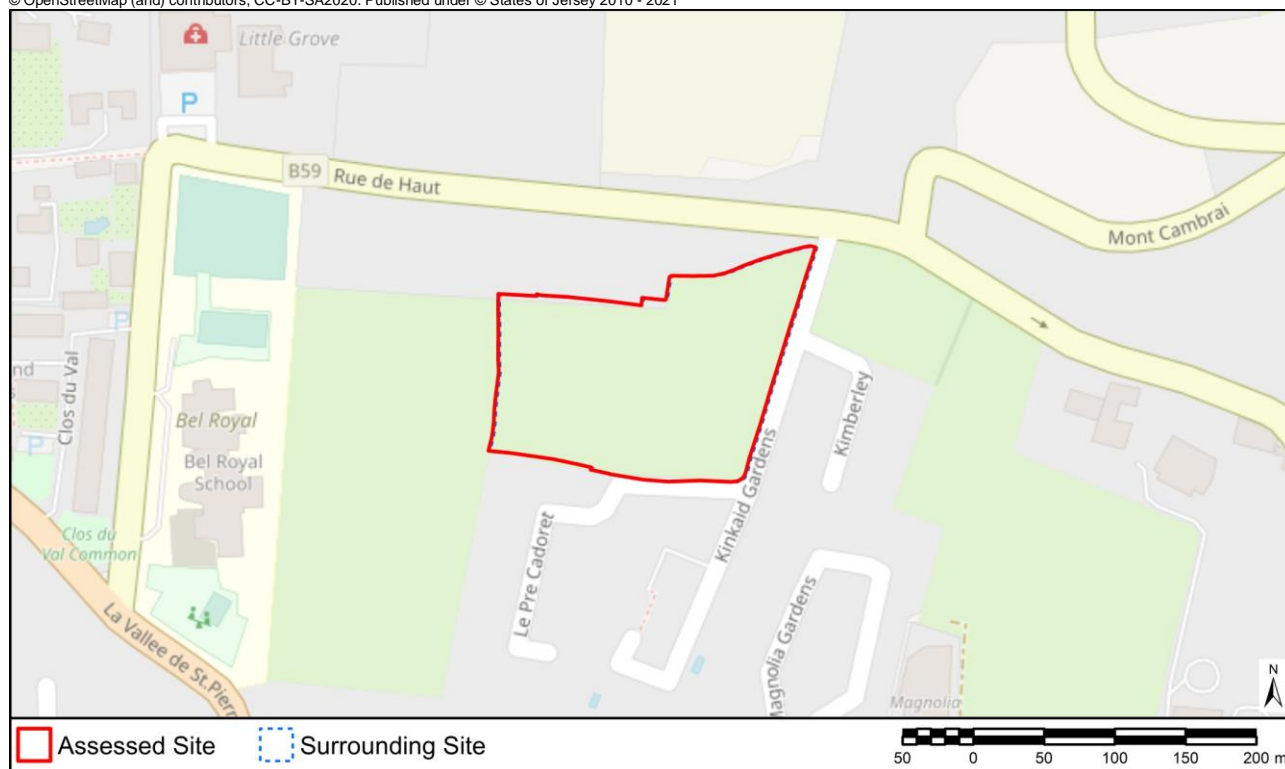 © OpenStreetMap (and) contributors, CC-BY-SA2020. Published under © States of Jersey 2010 - 2021
Little Grove
P
B59
Rue de Haut
Mont Cambrai
P
nd
Clos du Val
P
Bel Royal
Bel Royal
School
Kimberley
Kinkaid Gardens
Clos du
Val Common
Le Pre Cadoret
La Vallee de St.Pierr
Magnolia Gardens
Magnolia
N
Assessed Site
Surrounding Site
50 0 50 100 150 200 m